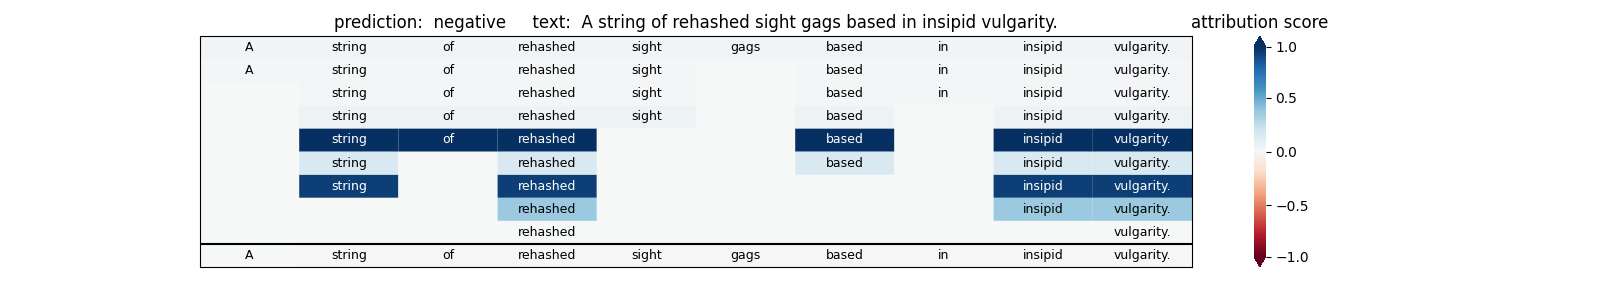 prediction:  negative      text:  A string of rehashed sight gags based in insipid vulgarity.
attribution score
A string of rehashed sight gags based in insipid vulgarity.
A string of rehashed sight based in insipid vulgarity.
string of rehashed sight based in insipid vulgarity.
string of rehashed sight based insipid vulgarity.
string of rehashed based insipid vulgarity.
string rehashed based insipid vulgarity.
string rehashed insipid vulgarity.
rehashed insipid vulgarity.
rehashed vulgarity.
A string of rehashed sight gags based in insipid vulgarity.
1.0
0.5
0.0
−0.5
−1.0